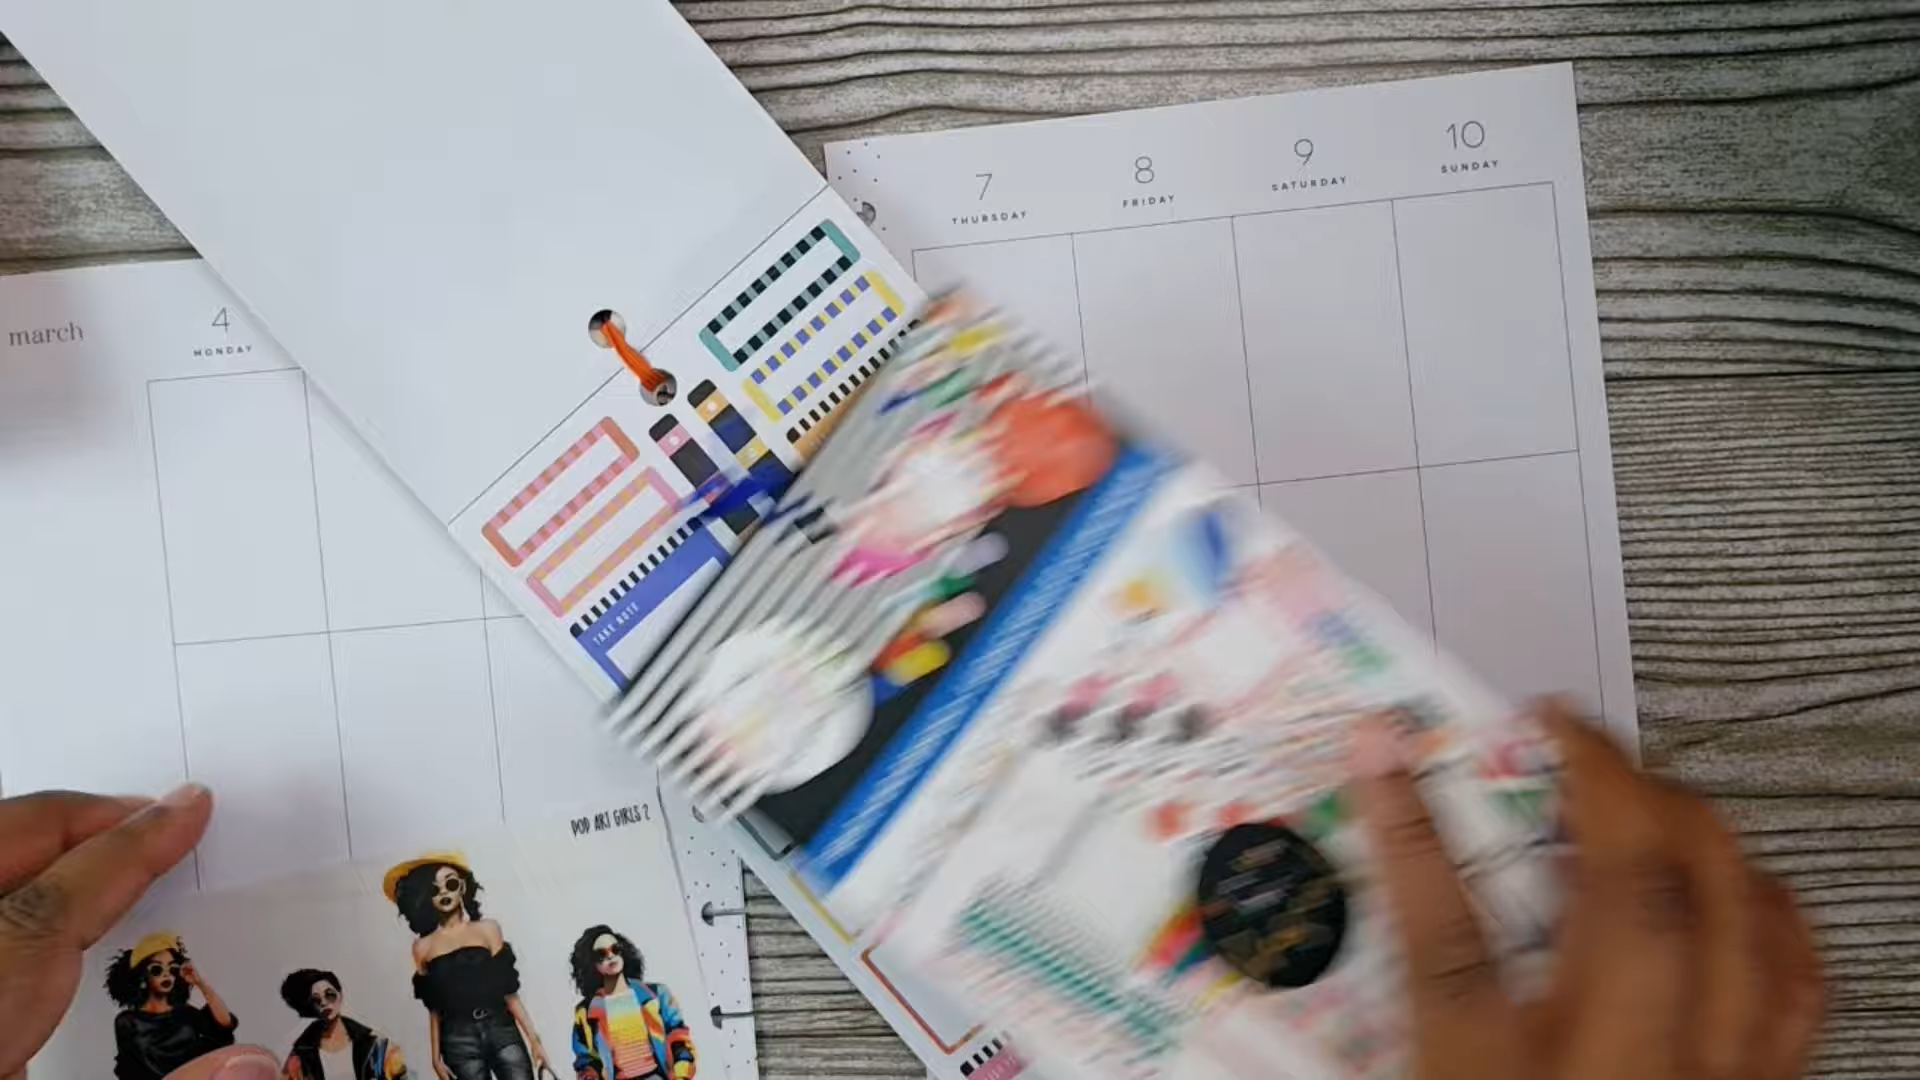 march
4
MONDAY
7
THURSDAY
8
FRIDAY
9
SATURDAY
10
SUNDAY
TAKE NOTE
POP ART GIRLS 2